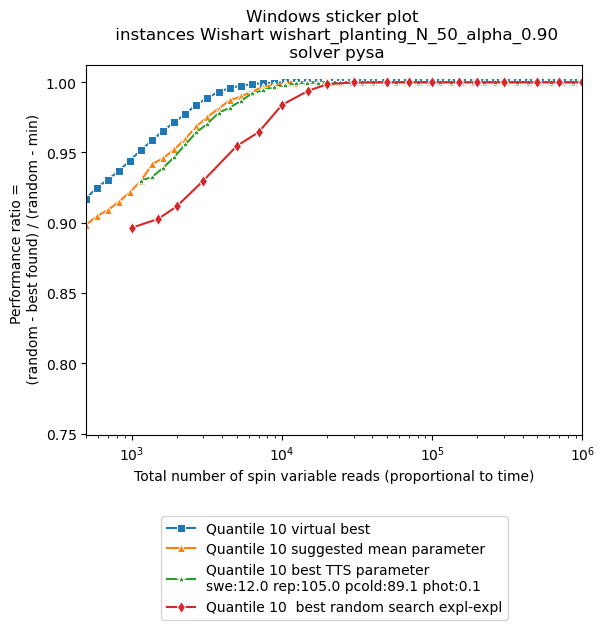 Windows sticker plot
instances Wishart wishart_planting_N_50_alpha_0.90
solver pysa
Performance ratio =
(random - best found) / (random - min)
1.00
0.95
0.90
0.85
0.80
0.75
10³
10⁴
10⁵
10⁶
Total number of spin variable reads (proportional to time)
Quantile 10 virtual best
Quantile 10 suggested mean parameter
Quantile 10 best TTS parameter
swe:12.0 rep:105.0 pcold:89.1 phot:0.1
Quantile 10  best random search expl-expl